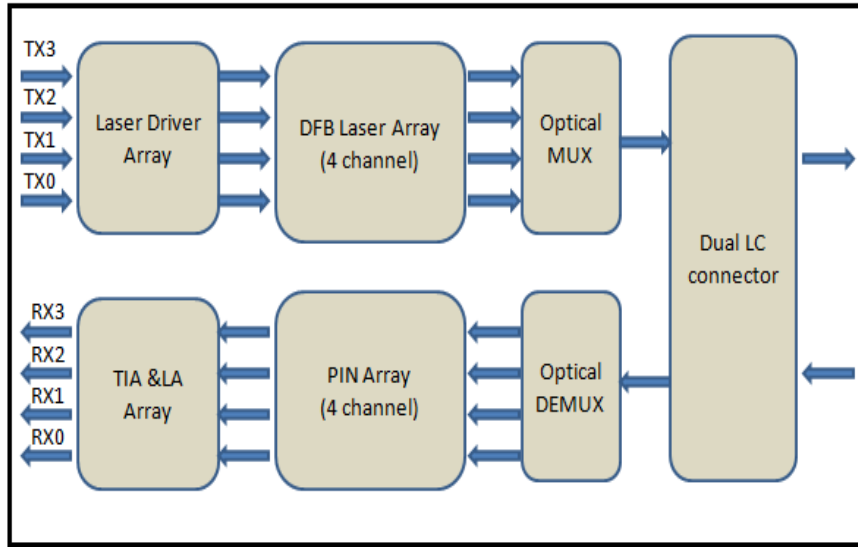 TX3
TX2
TX1
TX0
Laser Driver
Array
DFB Laser Array
(4 channel)
Optical
MUX
Dual LC
connector
RX3
RX2
RX1
RX0
TIA &LA
Array
PIN Array
(4 channel)
Optical
DEMUX